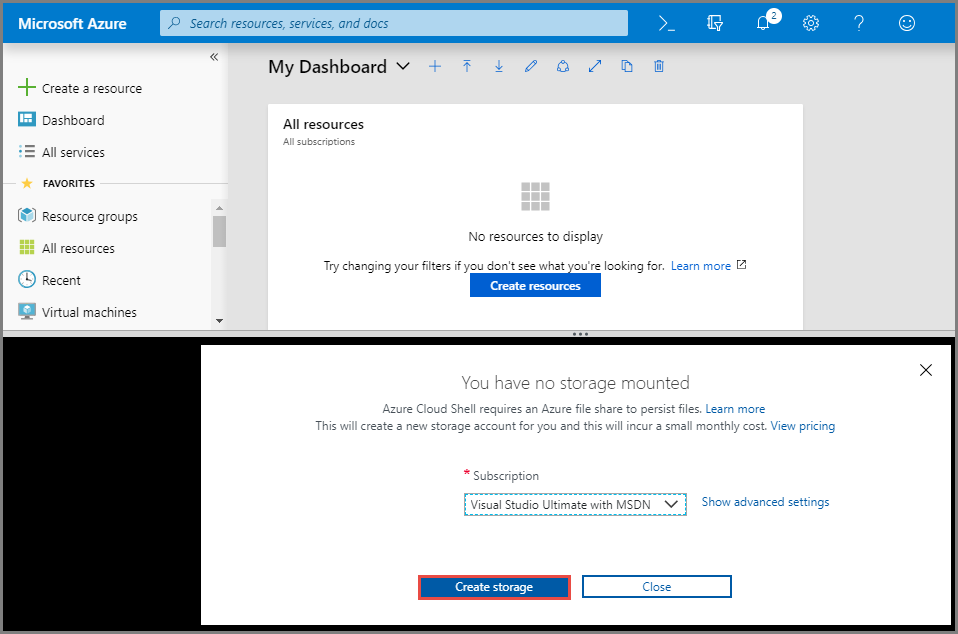 Microsoft Azure
Search resources, services, and docs
2
Create a resource
Dashboard
All services
FAVORITES
Resource groups
All resources
Recent
Virtual machines
My Dashboard
All resources
All subscriptions
No resources to display
Try changing your filters if you don't see what you're looking for. Learn more
Create resources
You have no storage mounted
Azure Cloud Shell requires an Azure file share to persist files. Learn more
This will create a new storage account for you and this will incur a small monthly cost. View pricing
* Subscription
Visual Studio Ultimate with MSDN
Show advanced settings
Create storage
Close